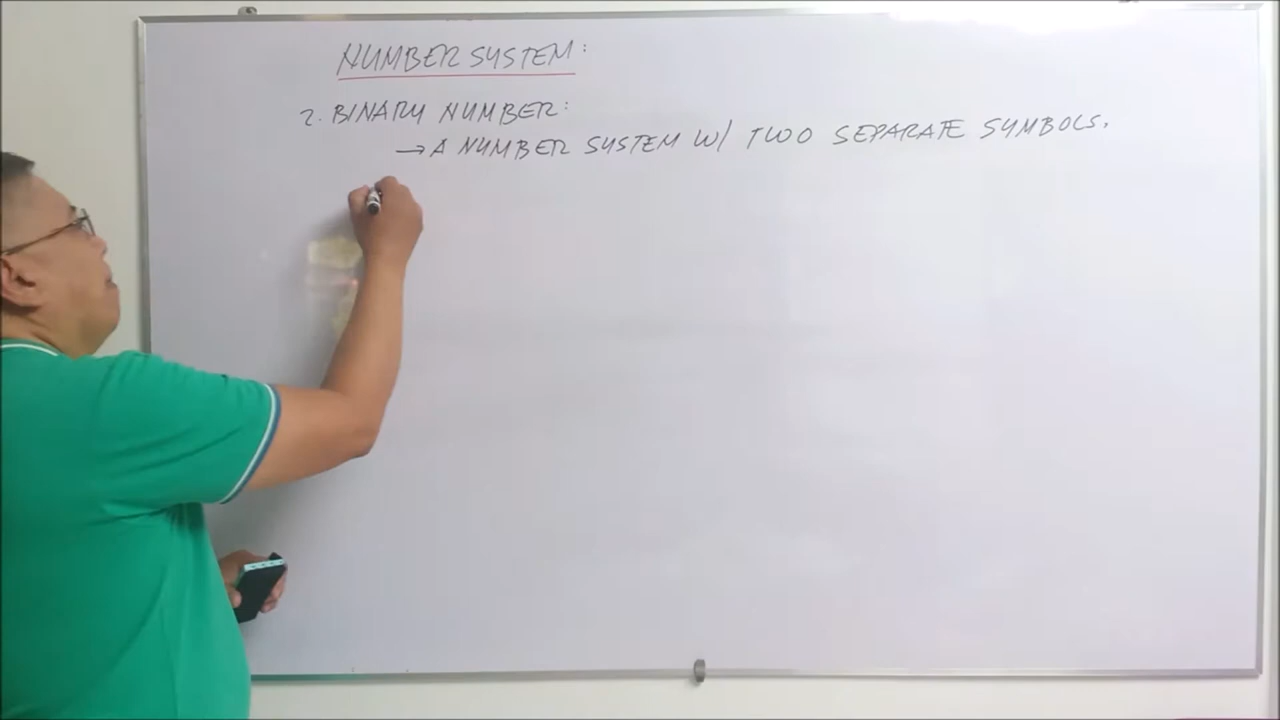 NUMBER SYSTEM:
2. BINARY NUMBER:
→ A NUMBER SYSTEM W/ TWO SEPARATE SYMBOLS.